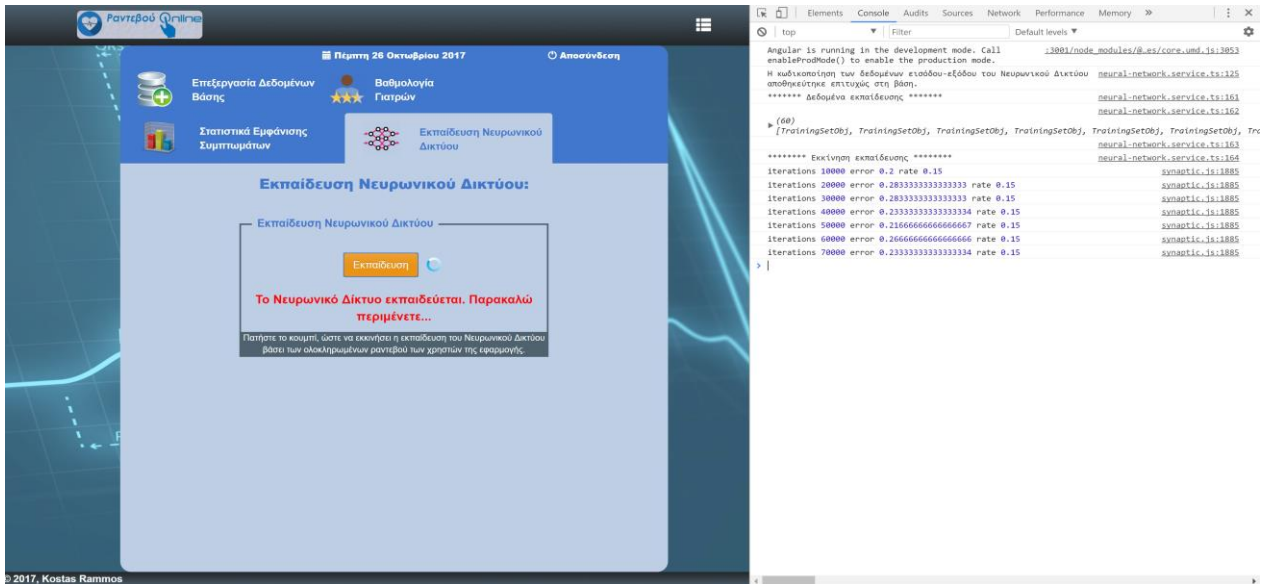 Ραντεβού Online
Πέμπτη 26 Οκτωβρίου 2017
Αποσύνδεση
Επεξεργασία Δεδομένων
Βάσης
Βαθμολογία
Γιατρών
Στατιστικά Εμφάνισης
Συμπτωμάτων
Εκπαίδευση Νευρωνικού
Δικτύου
Εκπαίδευση Νευρωνικού Δικτύου:
Εκπαίδευση Νευρωνικού Δικτύου
Εκπαίδευση
Το Νευρωνικό Δίκτυο εκπαιδεύεται. Παρακαλώ
περιμένετε...
Πατήστε το κουμπί, ώστε να εκκινήσει η εκπαίδευση του Νευρωνικού Δικτύου
βάσει των ολοκληρωμένων ραντεβού των χρηστών της εφαρμογής.
© 2017, Kostas Rammos
Elements Console Audits Sources Network Performance Memory »
top Filter Default levels
Angular is running in the development mode. Call :3001/node_modules/@…es/core.umd.js:3053
enableProdMode() to enable the production mode.
Η κωδικοποίηση των δεδομένων εισόδου-εξόδου του Νευρωνικού Δικτύου neural-network.service.ts:125
αποθηκεύτηκε επιτυχώς στη βάση.
******* Δεδομένα εκπαίδευσης ******* neural-network.service.ts:161
neural-network.service.ts:162
(60)
[TrainingSetObj, TrainingSetObj, TrainingSetObj, TrainingSetObj, TrainingSetObj, TrainingSetObj, Trc
neural-network.service.ts:163
******** Εκκίνηση εκπαίδευσης ******** neural-network.service.ts:164
iterations 10000 error 0.2 rate 0.15 synaptic.js:1885
iterations 20000 error 0.2833333333333333 rate 0.15 synaptic.js:1885
iterations 30000 error 0.2833333333333333 rate 0.15 synaptic.js:1885
iterations 40000 error 0.23333333333333334 rate 0.15 synaptic.js:1885
iterations 50000 error 0.21666666666666667 rate 0.15 synaptic.js:1885
iterations 60000 error 0.26666666666666666 rate 0.15 synaptic.js:1885
iterations 70000 error 0.23333333333333334 rate 0.15 synaptic.js:1885